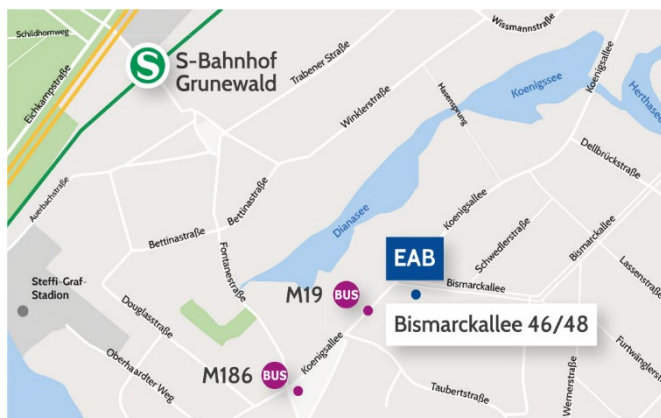 Schildhornweg
Eichkampstraße
S
S-Bahnhof
Grunewald
Trabener Straße
Wissmannstraße
Koenigssee
Koenigsallee
Herthasee
Hasensprung
Winklerstraße
Dellbrückstraße
Auerbachstraße
Bettinastraße
Bettinastraße
Dianasee
Koenigsallee
Schwedlerstraße
Bismarckallee
Lassenstraße
Fontanestraße
EAB
Bismarckallee
Steffi-Graf-
Stadion
Douglasstraße
M19 BUS
Bismarckallee 46/48
Oberhaardter Weg
M186 BUS
Koenigsallee
Taubertstraße
Wernerstraße
Furtwänglerstr